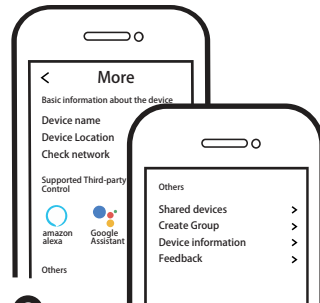 More
Basic information about the device
Device name
Device Location
Check network
Supported Third-party
Control
amazon
alexa
Google
Assistant
Others
Others
Shared devices
Create Group
Device information
Feedback